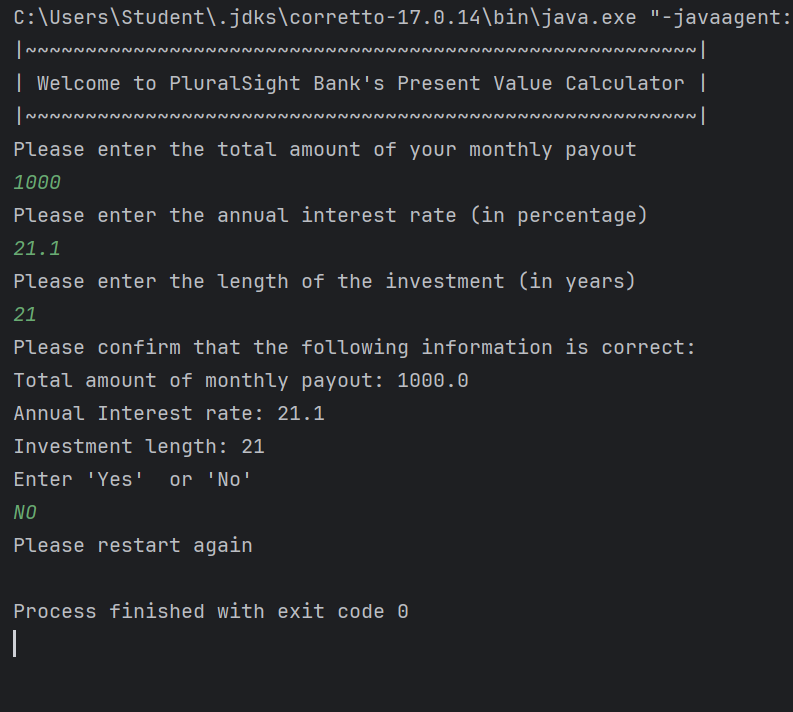 C:\Users\Student\.jdks\corretto-17.0.14\bin\java.exe "-javaagent:
|~~~~~~~~~~~~~~~~~~~~~~~~~~~~~~~~~~~~~~~~~~~~~~~~~~~~~~~~|
| Welcome to PluralSight Bank's Present Value Calculator |
|~~~~~~~~~~~~~~~~~~~~~~~~~~~~~~~~~~~~~~~~~~~~~~~~~~~~~~~~|
Please enter the total amount of your monthly payout
1000
Please enter the annual interest rate (in percentage)
21.1
Please enter the length of the investment (in years)
21
Please confirm that the following information is correct:
Total amount of monthly payout: 1000.0
Annual Interest rate: 21.1
Investment length: 21
Enter 'Yes'  or 'No'
NO
Please restart again
Process finished with exit code 0